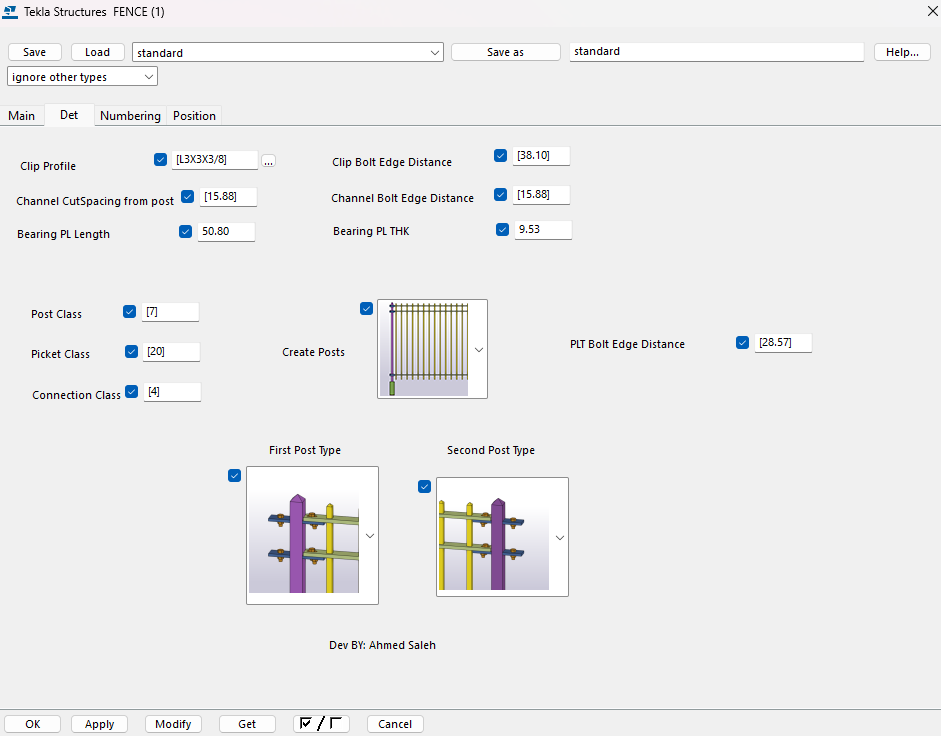 Tekla Structures FENCE (1)
Save Load standard Save as standard Help...
ignore other types
Main Det Numbering Position
Clip Profile [L3X3X3/8] ... Clip Bolt Edge Distance [38.10]
Channel CutSpacing from post [15.88] Channel Bolt Edge Distance [15.88]
Bearing PL Length 50.80 Bearing PL THK 9.53
Post Class [7]
Picket Class [20] Create Posts PLT Bolt Edge Distance [28.57]
Connection Class [4]
First Post Type Second Post Type
Dev BY: Ahmed Saleh
OK Apply Modify Get / Cancel